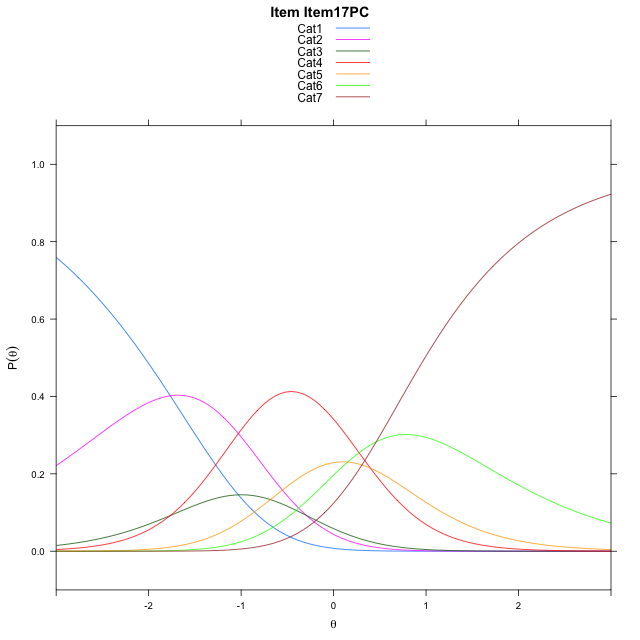 Item Item17PC
Cat1
Cat2
Cat3
Cat4
Cat5
Cat6
Cat7
1.0
0.8
0.6
0.4
0.2
0.0
P(θ)
-2 -1 0 1 2
θ